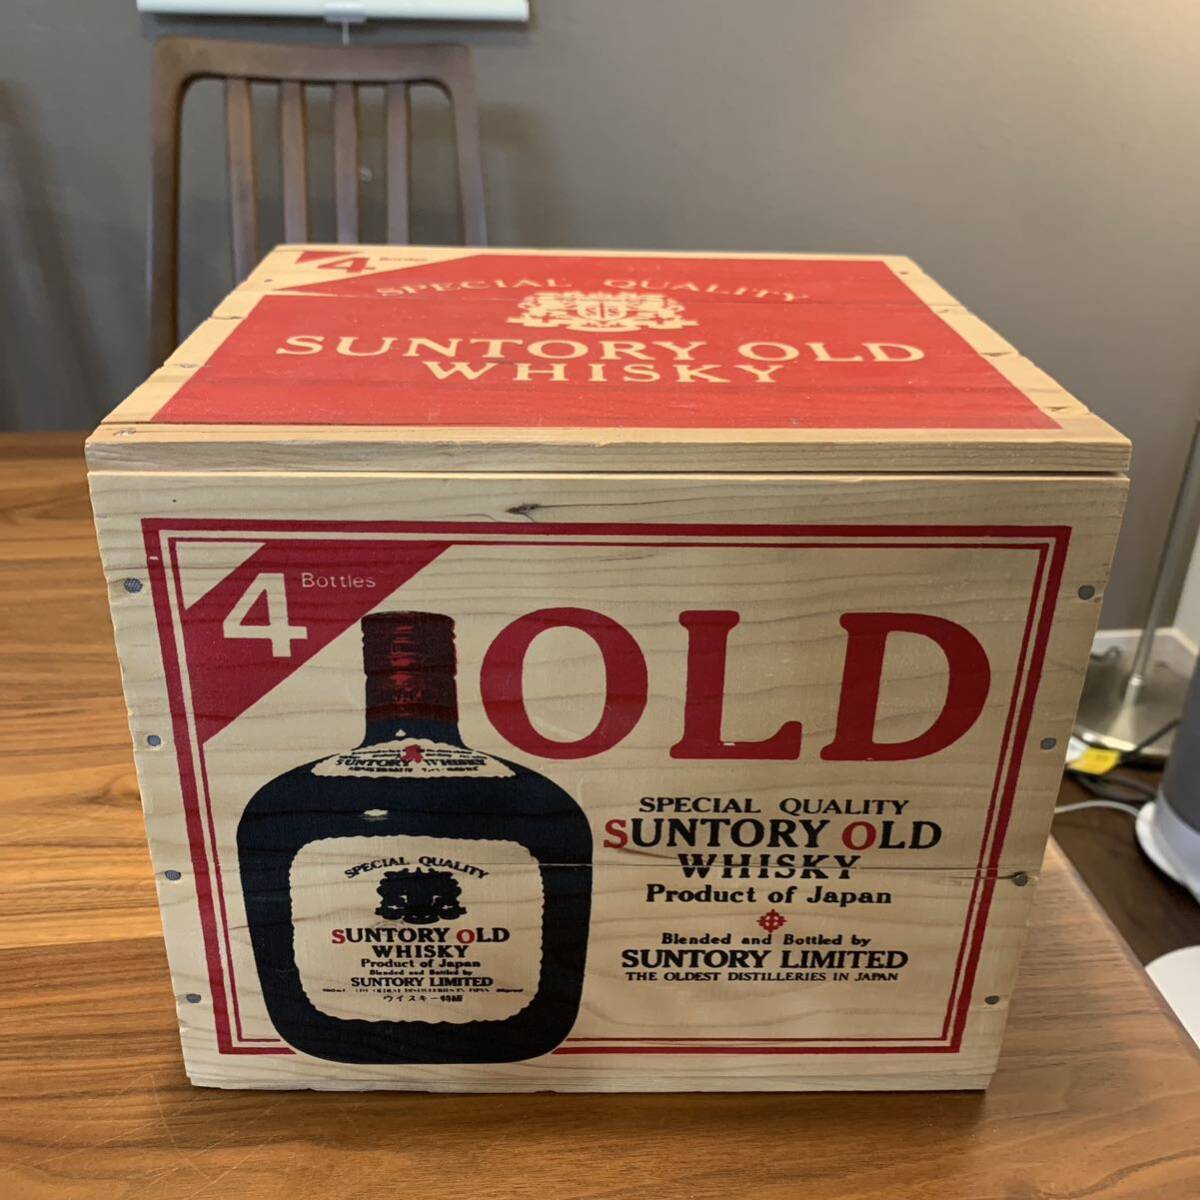 4 Bottles
SPECIAL QUALITY
SUNTORY OLD
WHISKY
4 Bottles
OLD
SUNTORY WHISKY
SPECIAL QUALITY
SUNTORY OLD
WHISKY
Product of Japan
Blended and Bottled by
SUNTORY LIMITED
ウイスキー特級
SPECIAL QUALITY
SUNTORY OLD
WHISKY
Product of Japan
Blended and Bottled by
SUNTORY LIMITED
THE OLDEST DISTILLERIES IN JAPAN